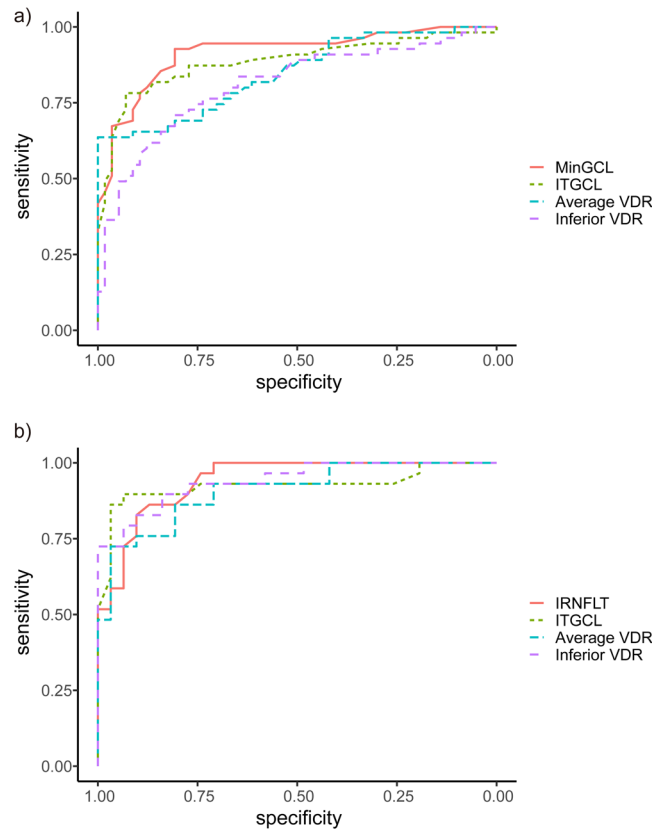 a)
1.00
0.75
0.50
0.25
0.00
sensitivity
1.00 0.75 0.50 0.25 0.00
specificity
MinGCL
ITGCL
Average VDR
Inferior VDR
b)
1.00
0.75
0.50
0.25
0.00
sensitivity
1.00 0.75 0.50 0.25 0.00
specificity
IRNFLT
ITGCL
Average VDR
Inferior VDR